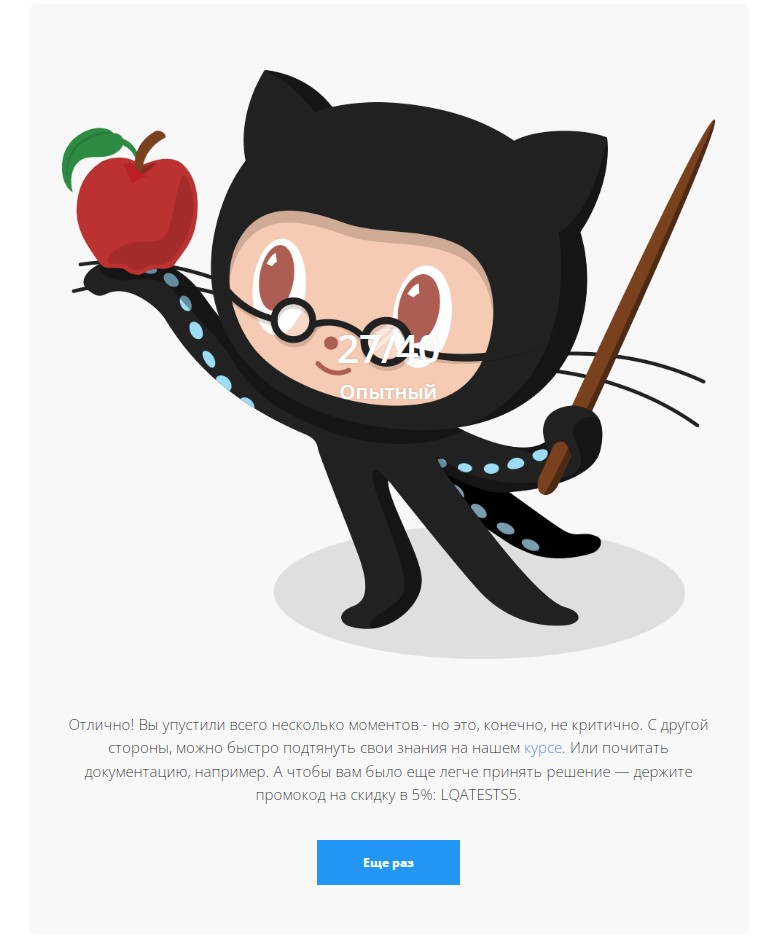 27/40
Опытный
Отлично! Вы упустили всего несколько моментов - но это, конечно, не критично. С другой
стороны, можно быстро подтянуть свои знания на нашем курсе. Или почитать
документацию, например. А чтобы вам было еще легче принять решение — держите
промокод на скидку в 5%: LQATESTS5.
Еще раз